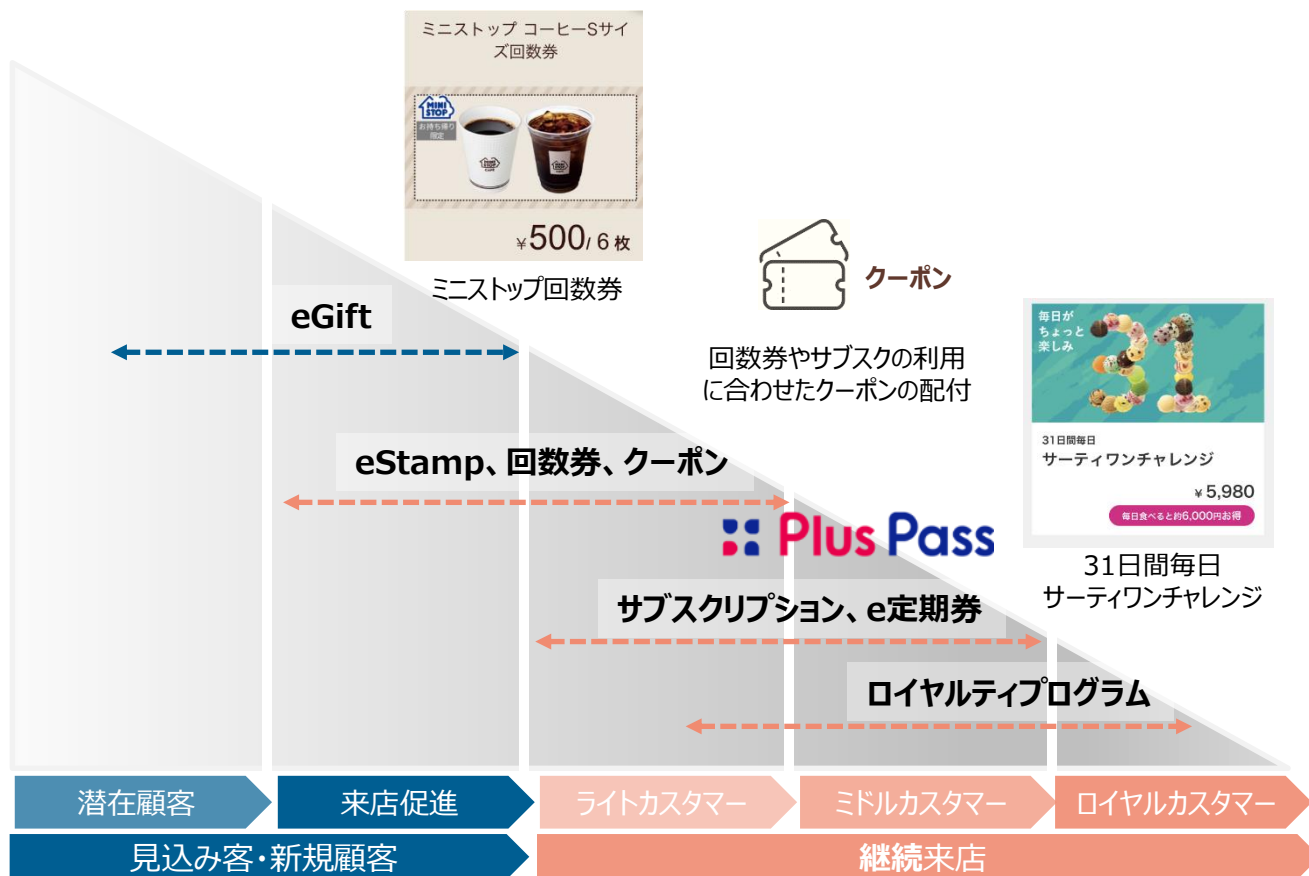 ミニストップ コーヒーSサイ
ズ回数券
MINI
STOP
お持ち帰り
限定
¥500/ 6 枚
ミニストップ回数券
eGift
クーポン
回数券やサブスクの利用
に合わせたクーポンの配付
毎日が
ちょっと
楽しみ
31日間毎日
サーティワンチャレンジ
¥5,980
毎日食べると約6,000円お得
31日間毎日
サーティワンチャレンジ
eStamp、回数券、クーポン
Plus Pass
サブスクリプション、e定期券
ロイヤルティプログラム
潜在顧客
来店促進
ライトカスタマー
ミドルカスタマー
ロイヤルカスタマー
見込み客・新規顧客
継続来店